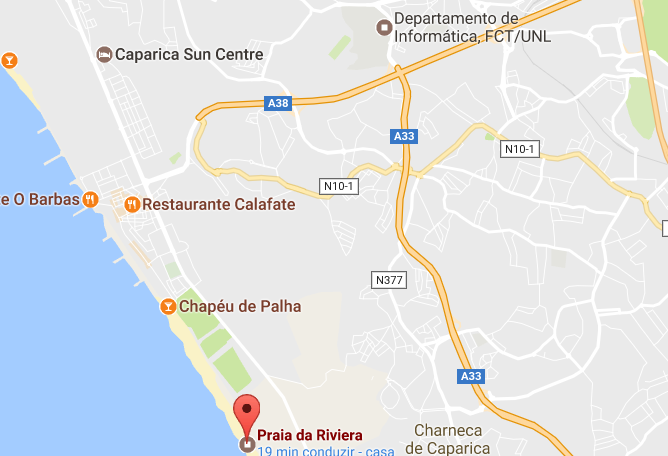 Departamento de
Informática, FCT/UNL
Caparica Sun Centre
A38
A33
N10-1
N10-1
te O Barbas
Restaurante Calafate
N377
Chapéu de Palha
A33
Praia da Riviera
19 min conduzir - casa
Charneca
de Caparica